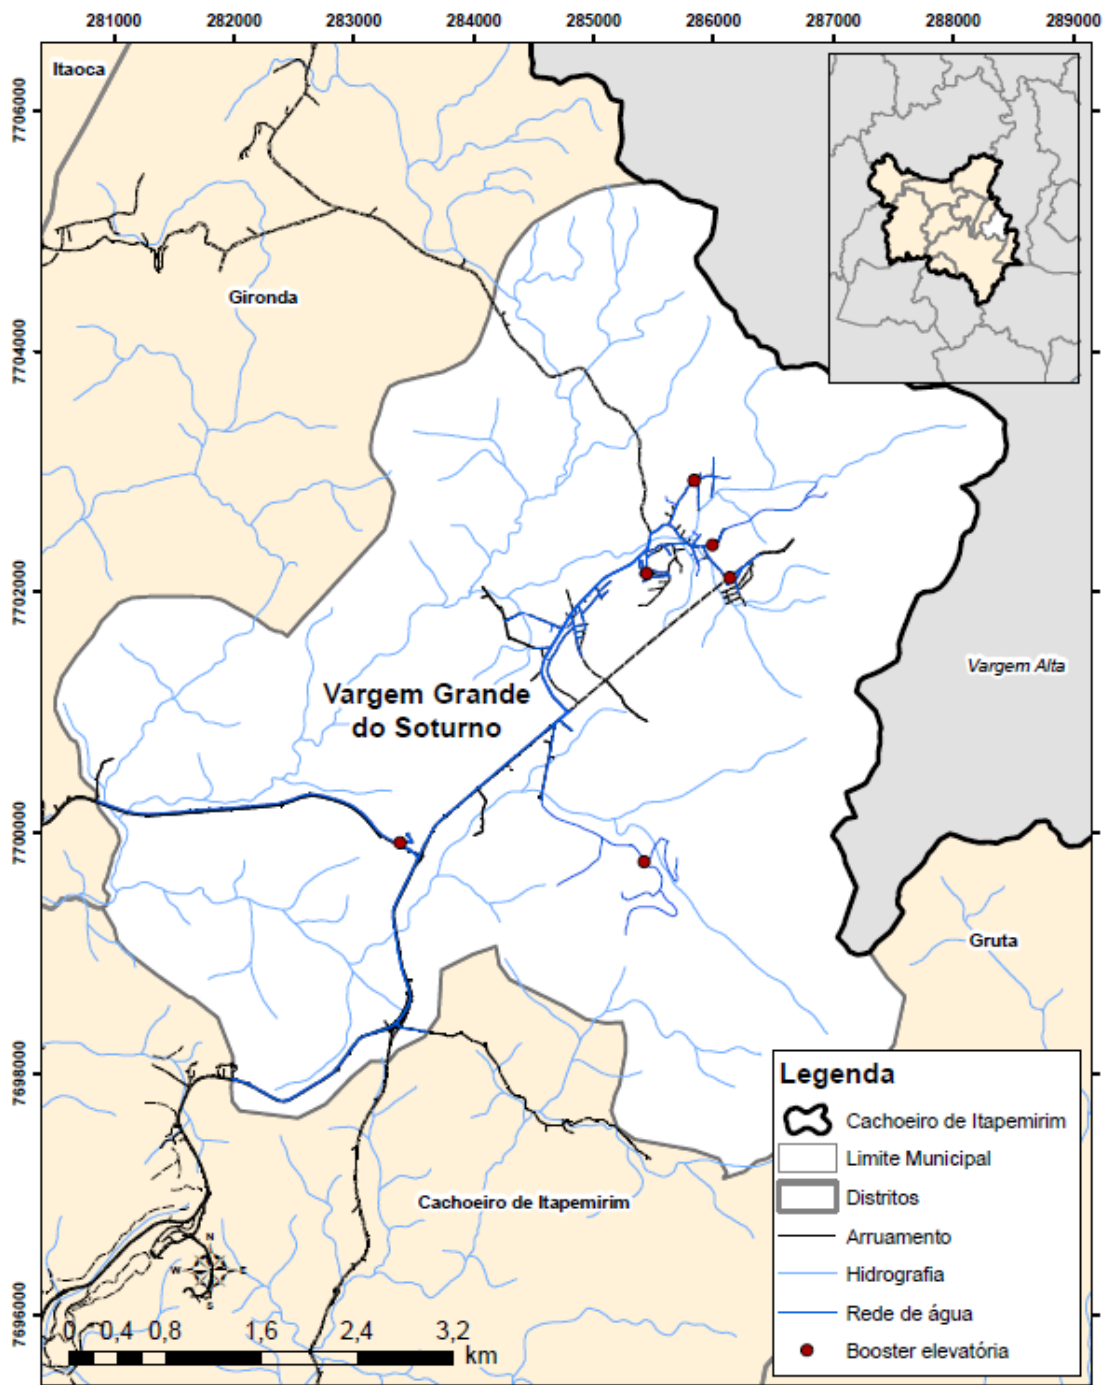 281000 282000 283000 284000 285000 286000 287000 288000 289000
Itaoca
7706000
Gironda
7704000
7702000
Vargem Alta
Vargem Grande
do Soturno
7700000
Gruta
7698000
Cachoeiro de Itapemirim
7696000
N
W E
S
0 0,4 0,8 1,6 2,4 3,2
km
Legenda
Cachoeiro de Itapemirim
Limite Municipal
Distritos
Arruamento
Hidrografia
Rede de água
Booster elevatória